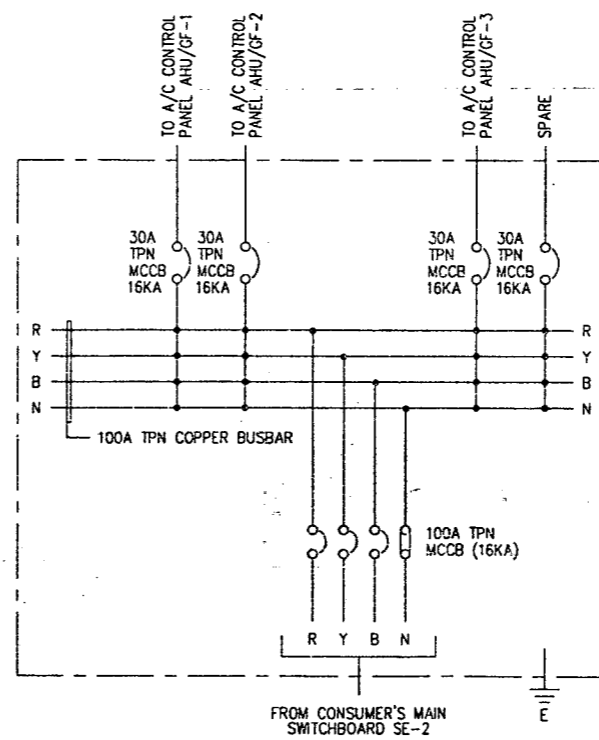 TO A/C CONTROL
PANEL AHU/GF-1
TO A/C CONTROL
PANEL AHU/GF-2
TO A/C CONTROL
PANEL AHU/GF-3
SPARE
30A
TPN
MCCB
16KA
30A
TPN
MCCB
16KA
30A
TPN
MCCB
16KA
30A
TPN
MCCB
16KA
R R
Y Y
B B
N N
100A TPN COPPER BUSBAR
100A TPN
MCCB (16KA)
R Y B N
FROM CONSUMER'S MAIN
SWITCHBOARD SE-2
E